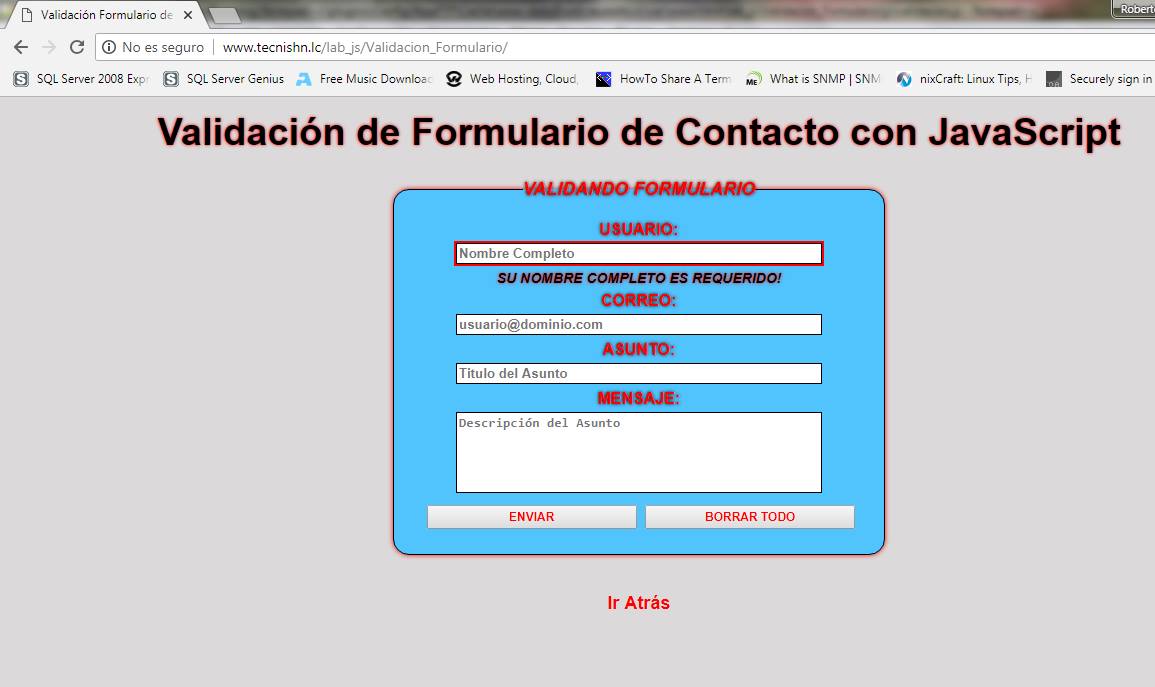 Validación Formulario de
Robert
No es seguro
www.tecnishn.lc/lab_js/Validacion_Formulario/
SQL Server 2008 Expr
SQL Server Genius
Free Music Downloac
Web Hosting, Cloud,
HowTo Share A Term
ME
What is SNMP | SNM
nixCraft: Linux Tips, H
Securely sign in
Validación de Formulario de Contacto con JavaScript
VALIDANDO FORMULARIO
USUARIO:
Nombre Completo
SU NOMBRE COMPLETO ES REQUERIDO!
CORREO:
usuario@dominio.com
ASUNTO:
Titulo del Asunto
MENSAJE:
Descripción del Asunto
ENVIAR
BORRAR TODO
Ir Atrás